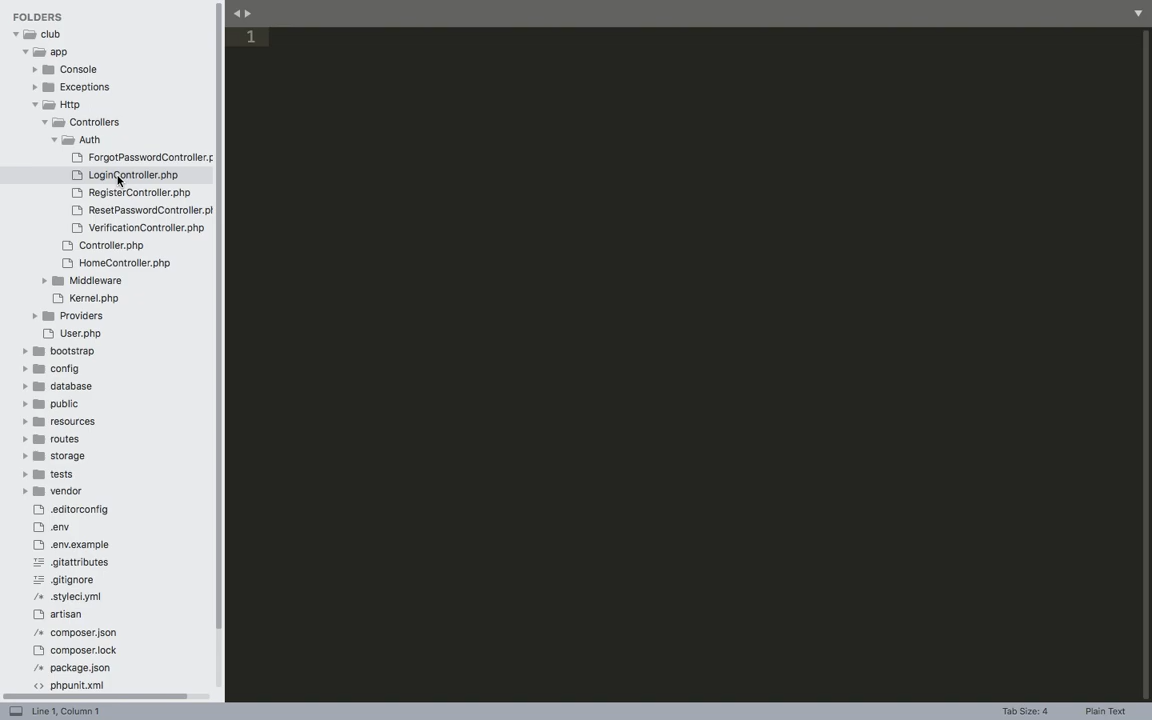 FOLDERS
club
app
Console
Exceptions
Http
Controllers
Auth
ForgotPasswordController.p
LoginController.php
RegisterController.php
ResetPasswordController.ph
VerificationController.php
Controller.php
HomeController.php
Middleware
Kernel.php
Providers
User.php
bootstrap
config
database
public
resources
routes
storage
tests
vendor
.editorconfig
.env
.env.example
.gitattributes
.gitignore
/* .styleci.yml
artisan
/* composer.json
composer.lock
/* package.json
<> phpunit.xml
1
Line 1, Column 1
Tab Size: 4
Plain Text